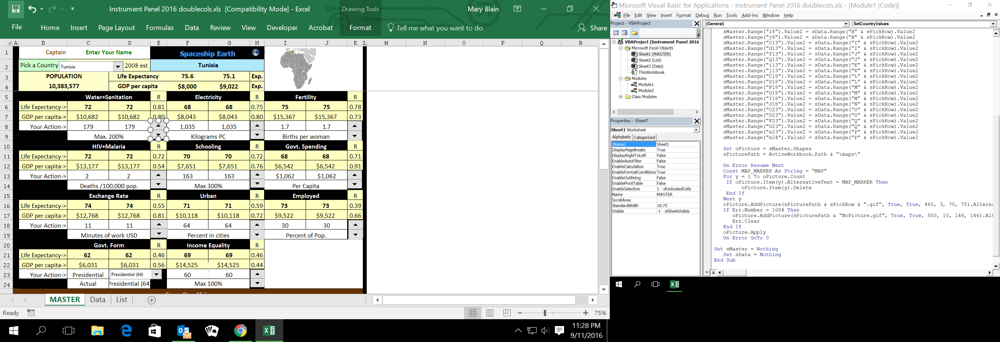 Instrument Panel 2016 doublecols.xls [Compatibility Mode] - Excel
Drawing Tools
Mary Blain
File Home Insert Page Layout Formulas Data Review View Developer Acrobat Format Tell me what you want to do Share
A B C D E F G H I J K L M N O P Q R
1 Captain Enter Your Name Spaceship Earth
2 Pick a Country Tunisia 2008 est. Tunisia
3 POPULATION Life Expectancy 75.6 75.1 Exp.
4 10,383,577 GDP per capita $8,000 $9,022 Exp.
5 Water+Sanitation R Electricity R Fertility R
6 Life Expectancy-> 72 72 0.81 68 68 0.75 75 75 0.78
7 GDP per capita-> $10,682 $10,682 0.80 $8,043 $8,043 0.80 $15,367 $15,367 0.73
8 Your Action-> 179 179 1,035 1,035 1.7 1.7
9 Max. 200% Kilograms PC Births per woman
10 HIV+Malaria R Schooling R Govt. Spending R
11 Life Expectancy-> 72 72 0.72 70 70 0.72 68 68 0.71
12 GDP per capita-> $13,177 $13,177 0.54 $7,651 $7,651 0.76 $6,542 $6,542 0.91
13 Your Action-> 2 2 163 163 $1,062 $1,062
14 Deaths /100,000 pop. Max 300% Per Capita
15 Exchange Rate R Urban R Employed R
16 Life Expectancy-> 74 74 0.55 71 71 0.59 73 73 0.39
17 GDP per capita-> $12,768 $12,768 0.81 $10,118 $10,118 0.72 $9,522 $9,522 0.66
18 Your Action-> 11 11 64 64 30 30
19 Minutes of work USD Percent in cities Percent of Pop.
20 Govt. Form R Income Equality R
21 Life Expectancy-> 62 62 0.46 69 69 0.46
22 GDP per capita-> $6,031 $6,031 0.56 $14,525 $14,525 0.44
23 Your Action-> Presidential Presidential (64) 60 60
24 Actual Presidential (64 Max 100%
MASTER Data List
Ready
75%
11:28 PM
9/11/2016
Microsoft Visual Basic for Applications - Instrument Panel 2016 doublecols.xls - [Module1 (Code)]
File Edit View Insert Format Debug Run Tools Add-Ins Window Help
Project - VBAProject
VBAProject (Instrument Panel 2016
Microsoft Excel Objects
Sheet1 (MASTER)
Sheet2 (List)
Sheet3 (Data)
ThisWorkbook
Modules
Module1
Module2
Class Modules
Properties - Sheet1
Sheet1 Worksheet
Alphabetic Categorized
(Name) Sheet1
DisplayPageBreaks True
DisplayRightToLeft False
EnableAutoFilter False
EnableCalculation True
EnableFormatConditions True
EnableOutlining False
EnablePivotTable False
EnableSelection 1 - xlUnlockedCells
Name MASTER
ScrollArea
StandardWidth 10.75
Visible -1 - xlSheetVisible
(General) SetCountryValues
sMaster.Range("i8").Value2 = sData.Range("H" & sPickRow).Value2
sMaster.Range("j8").Value2 = sData.Range("H" & sPickRow).Value2
sMaster.Range("C13").Value2 = sData.Range("I" & sPickRow).Value2
sMaster.Range("d13").Value2 = sData.Range("I" & sPickRow).Value2
sMaster.Range("f13").Value2 = sData.Range("J" & sPickRow).Value2
sMaster.Range("g13").Value2 = sData.Range("J" & sPickRow).Value2
sMaster.Range("i13").Value2 = sData.Range("K" & sPickRow).Value2
sMaster.Range("j13").Value2 = sData.Range("K" & sPickRow).Value2
sMaster.Range("C18").Value2 = sData.Range("L" & sPickRow).Value2
sMaster.Range("D18").Value2 = sData.Range("L" & sPickRow).Value2
sMaster.Range("F18").Value2 = sData.Range("M" & sPickRow).Value2
sMaster.Range("G18").Value2 = sData.Range("M" & sPickRow).Value2
sMaster.Range("I18").Value2 = sData.Range("N" & sPickRow).Value2
sMaster.Range("J18").Value2 = sData.Range("N" & sPickRow).Value2
sMaster.Range("C23").Value2 = sData.Range("O" & sPickRow).Value2
sMaster.Range("D23").Value2 = sData.Range("O" & sPickRow).Value2
sMaster.Range("F23").Value2 = sData.Range("Q" & sPickRow).Value2
sMaster.Range("G23").Value2 = sData.Range("Q" & sPickRow).Value2
sMaster.Range("e23").Value2 = sData.Range("P" & sPickRow).Value2
sMaster.Range("e24").Value2 = sData.Range("P" & sPickRow).Value2
Set oPicture = sMaster.Shapes
sPicturePath = ActiveWorkbook.Path & "\maps\"
On Error Resume Next
Const MAP_MARKER As String = "MAP"
For y = 1 To oPicture.Count
If oPicture.Item(y).AlternativeText = MAP_MARKER Then
oPicture.Item(y).Delete
End If
Next y
oPicture.AddPicture(sPicturePath & sPickRow & ".gif", True, True, 460, 3, 70, 75).Alterna
If Err.Number = 1004 Then
oPicture.AddPicture(sPicturePath & "NoPicture.gif", True, True, 550, 10, 146, 146).Alt
Err.Clear
End If
oPicture.Apply
On Error GoTo 0
Set sMaster = Nothing
Set sData = Nothing
End Sub